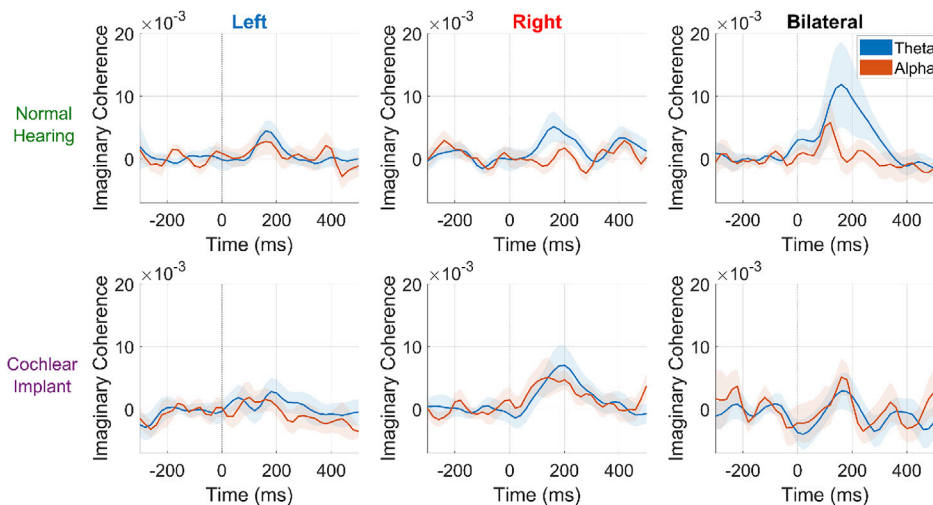 Left
Right
Bilateral
Normal
Hearing
Imaginary Coherence
×10⁻³
20
10
0
-200 0 200 400
Time (ms)
Imaginary Coherence
×10⁻³
20
10
0
-200 0 200 400
Time (ms)
Imaginary Coherence
×10⁻³
20
10
0
-200 0 200 400
Time (ms)
Theta
Alpha
Cochlear
Implant
Imaginary Coherence
×10⁻³
20
10
0
-200 0 200 400
Time (ms)
Imaginary Coherence
×10⁻³
20
10
0
-200 0 200 400
Time (ms)
Imaginary Coherence
×10⁻³
20
10
0
-200 0 200 400
Time (ms)